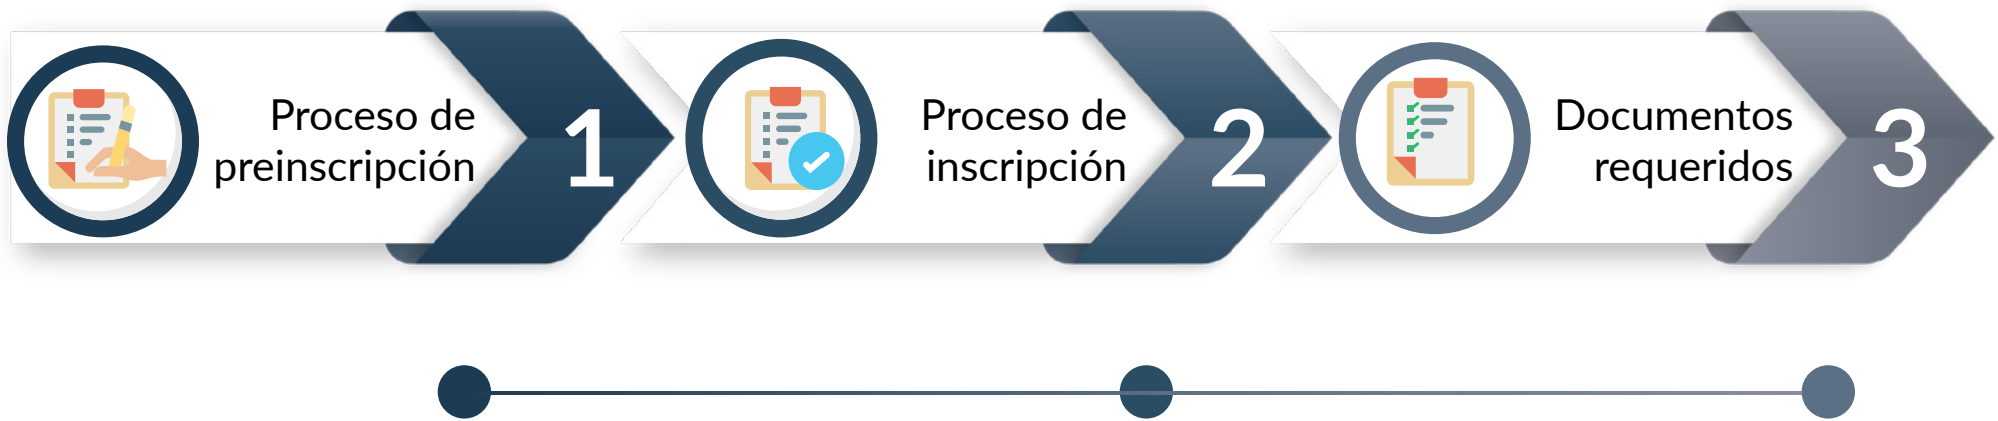 Proceso de
preinscripción
1
Proceso de
inscripción
2
Documentos
requeridos
3